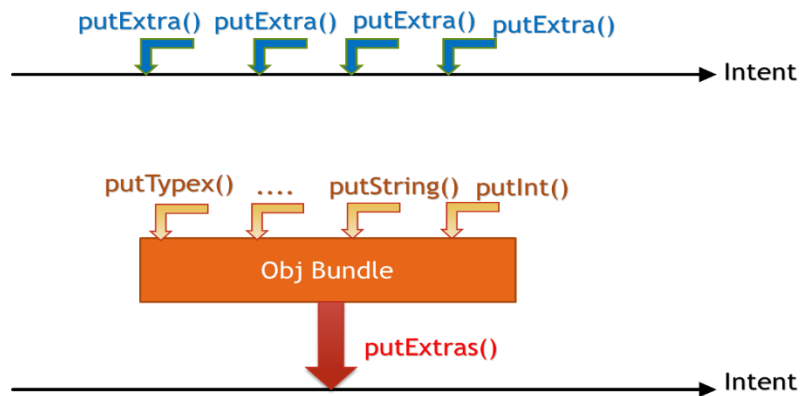 putExtra() putExtra() putExtra() putExtra()
Intent
putTypex() .... putString() putInt()
Obj Bundle
putExtras()
Intent